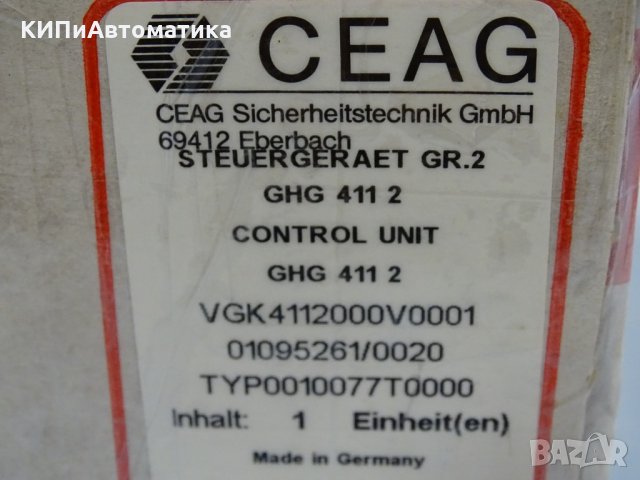 КИПиАвтоматика
CEAG
CEAG Sicherheitstechnik GmbH
69412 Eberbach
STEUERGERAET GR.2
GHG 411 2
CONTROL UNIT
GHG 411 2
VGK4112000V0001
01095261/0020
TYP0010077T0000
Inhalt: 1 Einheit(en)
Made in Germany
BAZAR